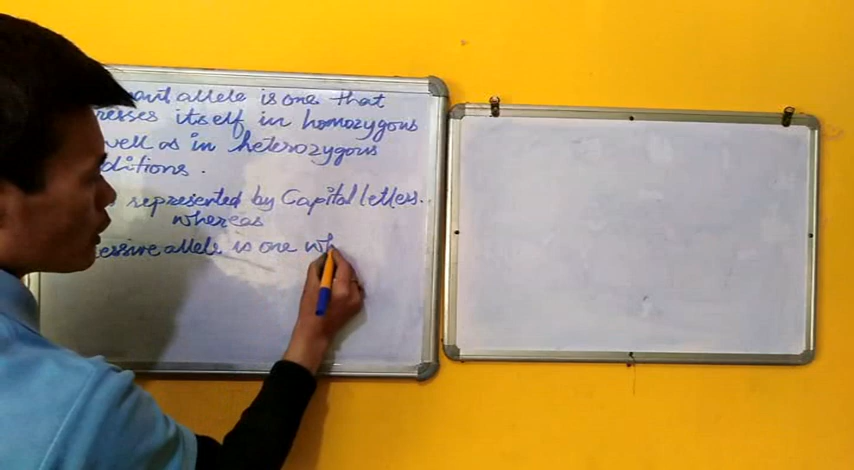 allele is one that
resses itself in homozygous
well as in heterozygous
ditions.
represented by Capital letters.
whereas
essive allele is one wh